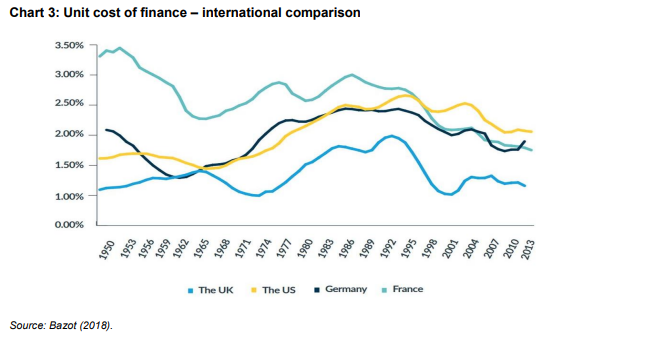 Chart 3: Unit cost of finance – international comparison
3.50%
3.00%
2.50%
2.00%
1.50%
1.00%
0.00%
1950 1953 1956 1959 1962 1965 1968 1971 1974 1977 1980 1983 1986 1989 1992 1995 1998 2001 2004 2007 2010 2013
The UK The US Germany France
Source: Bazot (2018).